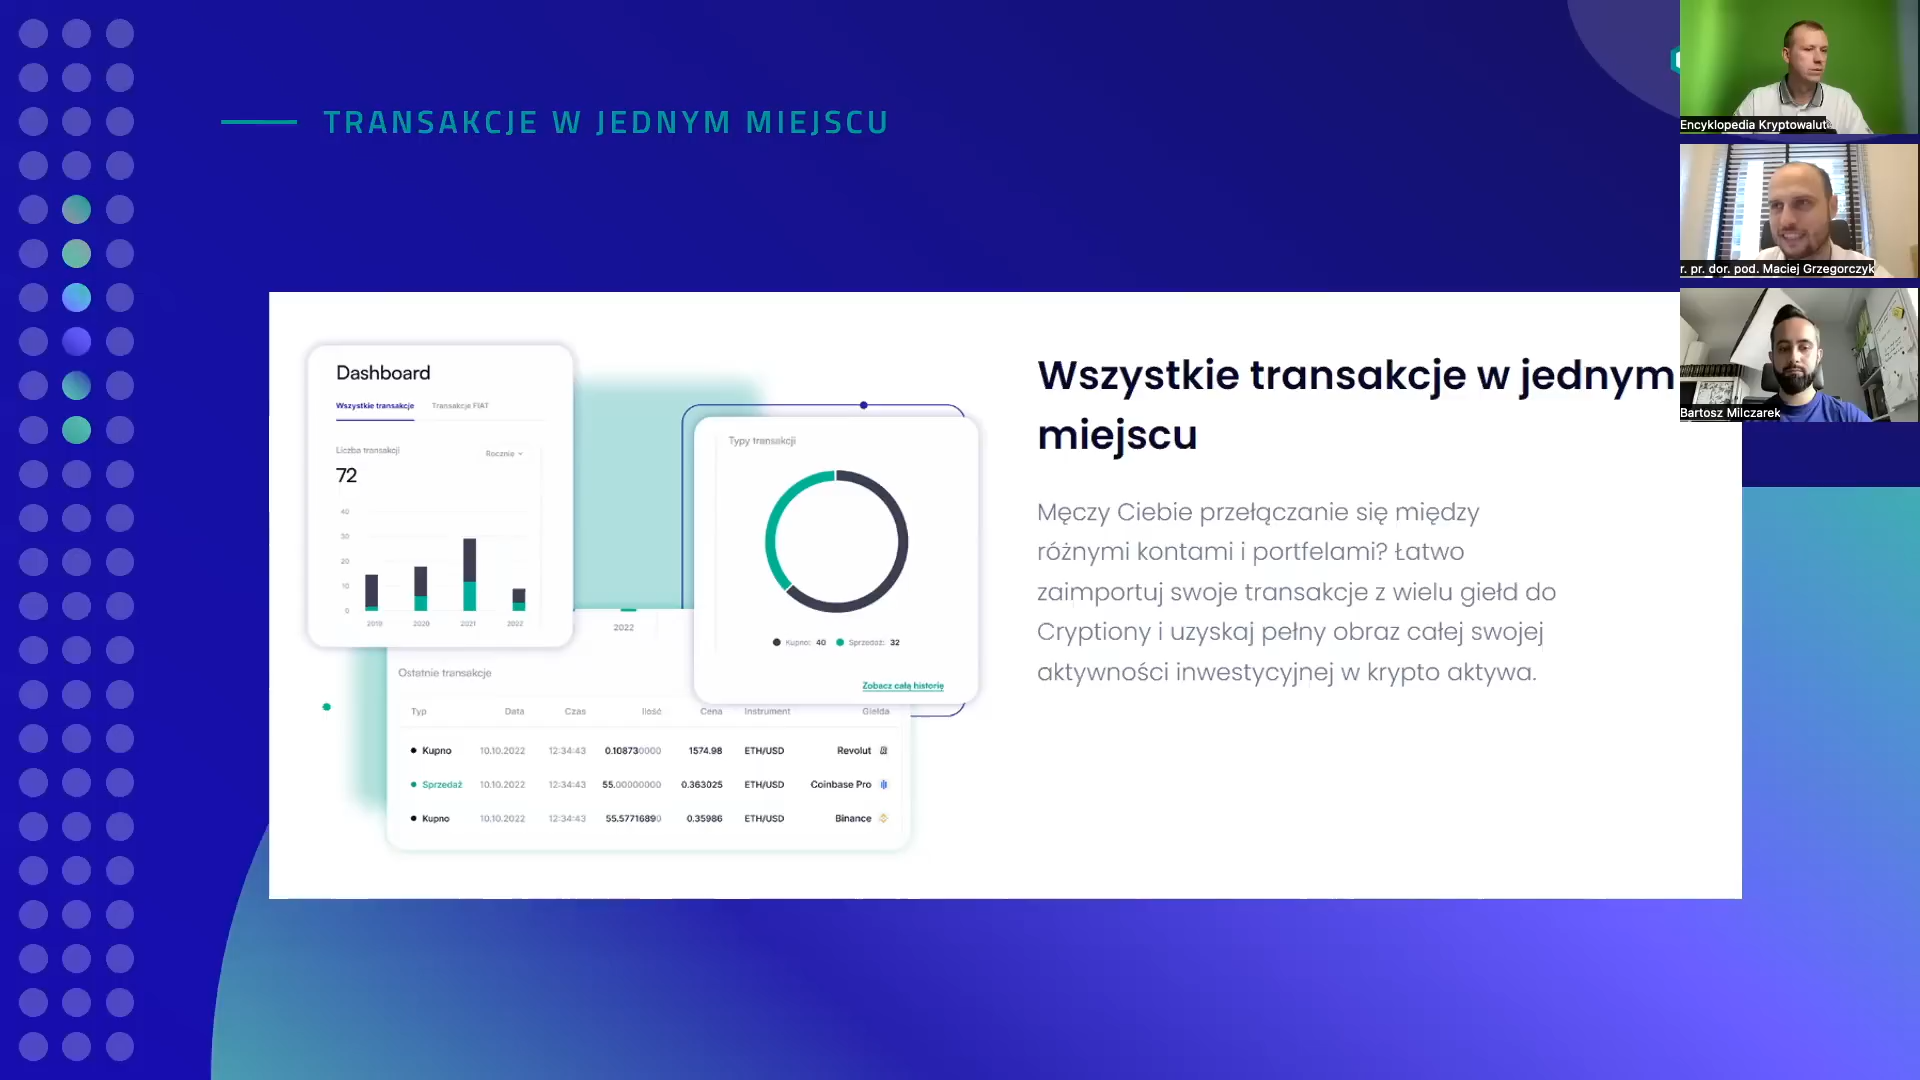 TRANSAKCJE W JEDNYM MIEJSCU
Encyklopedia Kryptowalut
r. pr. dor. pod. Maciej Grzegorczyk
Bartosz Milczarek
Dashboard
Wszystkie transakcje Transakcje FIAT
Liczba transakcji
Rocznie
72
40
30
20
10
0
2019 2020 2021 2022
2022
Typy transakcji
Kupno: 40 Sprzedaż: 32
Zobacz całą historię
Ostatnie transakcje
Typ Data Czas Ilość Cena Instrument Giełda
Kupno 10.10.2022 12:34:43 0.108730000 1574.98 ETH/USD Revolut
Sprzedaż 10.10.2022 12:34:43 55.00000000 0.363025 ETH/USD Coinbase Pro
Kupno 10.10.2022 12:34:43 55.57716890 0.35986 ETH/USD Binance
Wszystkie transakcje w jednym
miejscu
Męczy Ciebie przełączanie się między
różnymi kontami i portfelami? Łatwo
zaimportuj swoje transakcje z wielu giełd do
Cryptiony i uzyskaj pełny obraz całej swojej
aktywności inwestycyjnej w krypto aktywa.